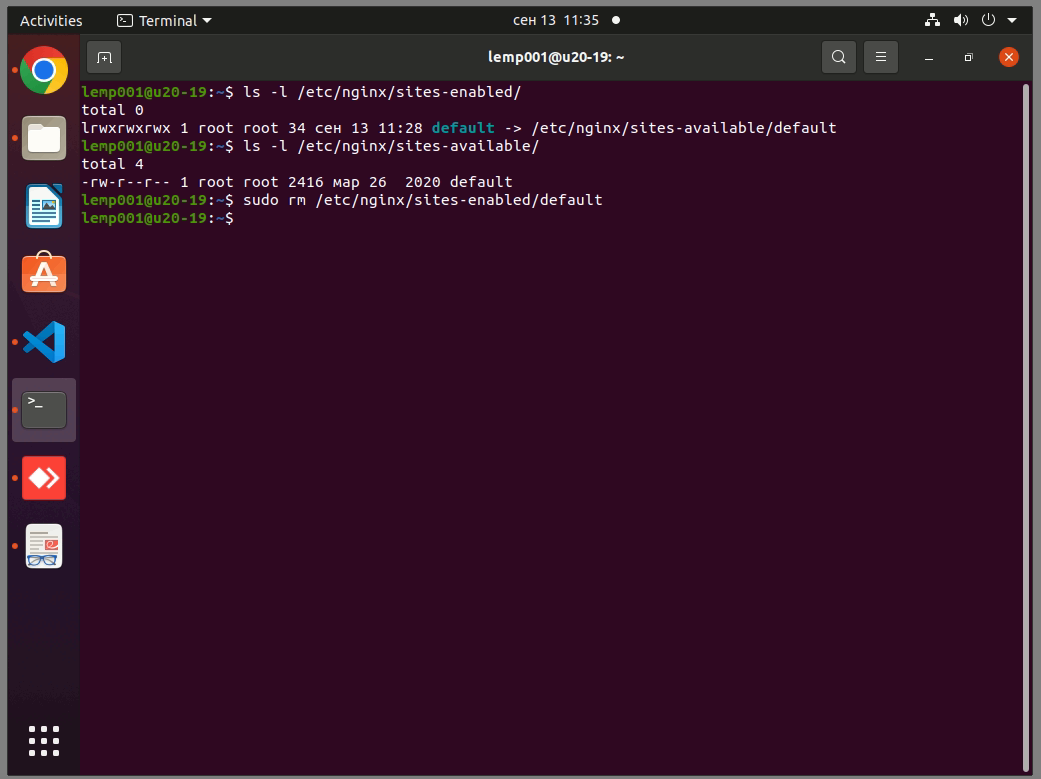 Activities Terminal сен 13 11:35
lemp001@u20-19: ~
lemp001@u20-19:~$ ls -l /etc/nginx/sites-enabled/
total 0
lrwxrwxrwx 1 root root 34 сен 13 11:28 default -> /etc/nginx/sites-available/default
lemp001@u20-19:~$ ls -l /etc/nginx/sites-available/
total 4
-rw-r--r-- 1 root root 2416 мар 26  2020 default
lemp001@u20-19:~$ sudo rm /etc/nginx/sites-enabled/default
lemp001@u20-19:~$